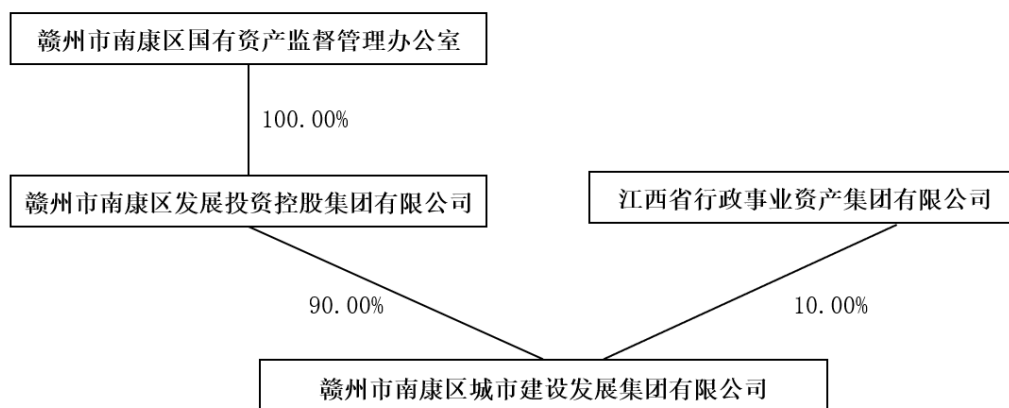 赣州市南康区国有资产监督管理办公室
100.00%
赣州市南康区发展投资控股集团有限公司
江西省行政事业资产集团有限公司
90.00%
10.00%
赣州市南康区城市建设发展集团有限公司